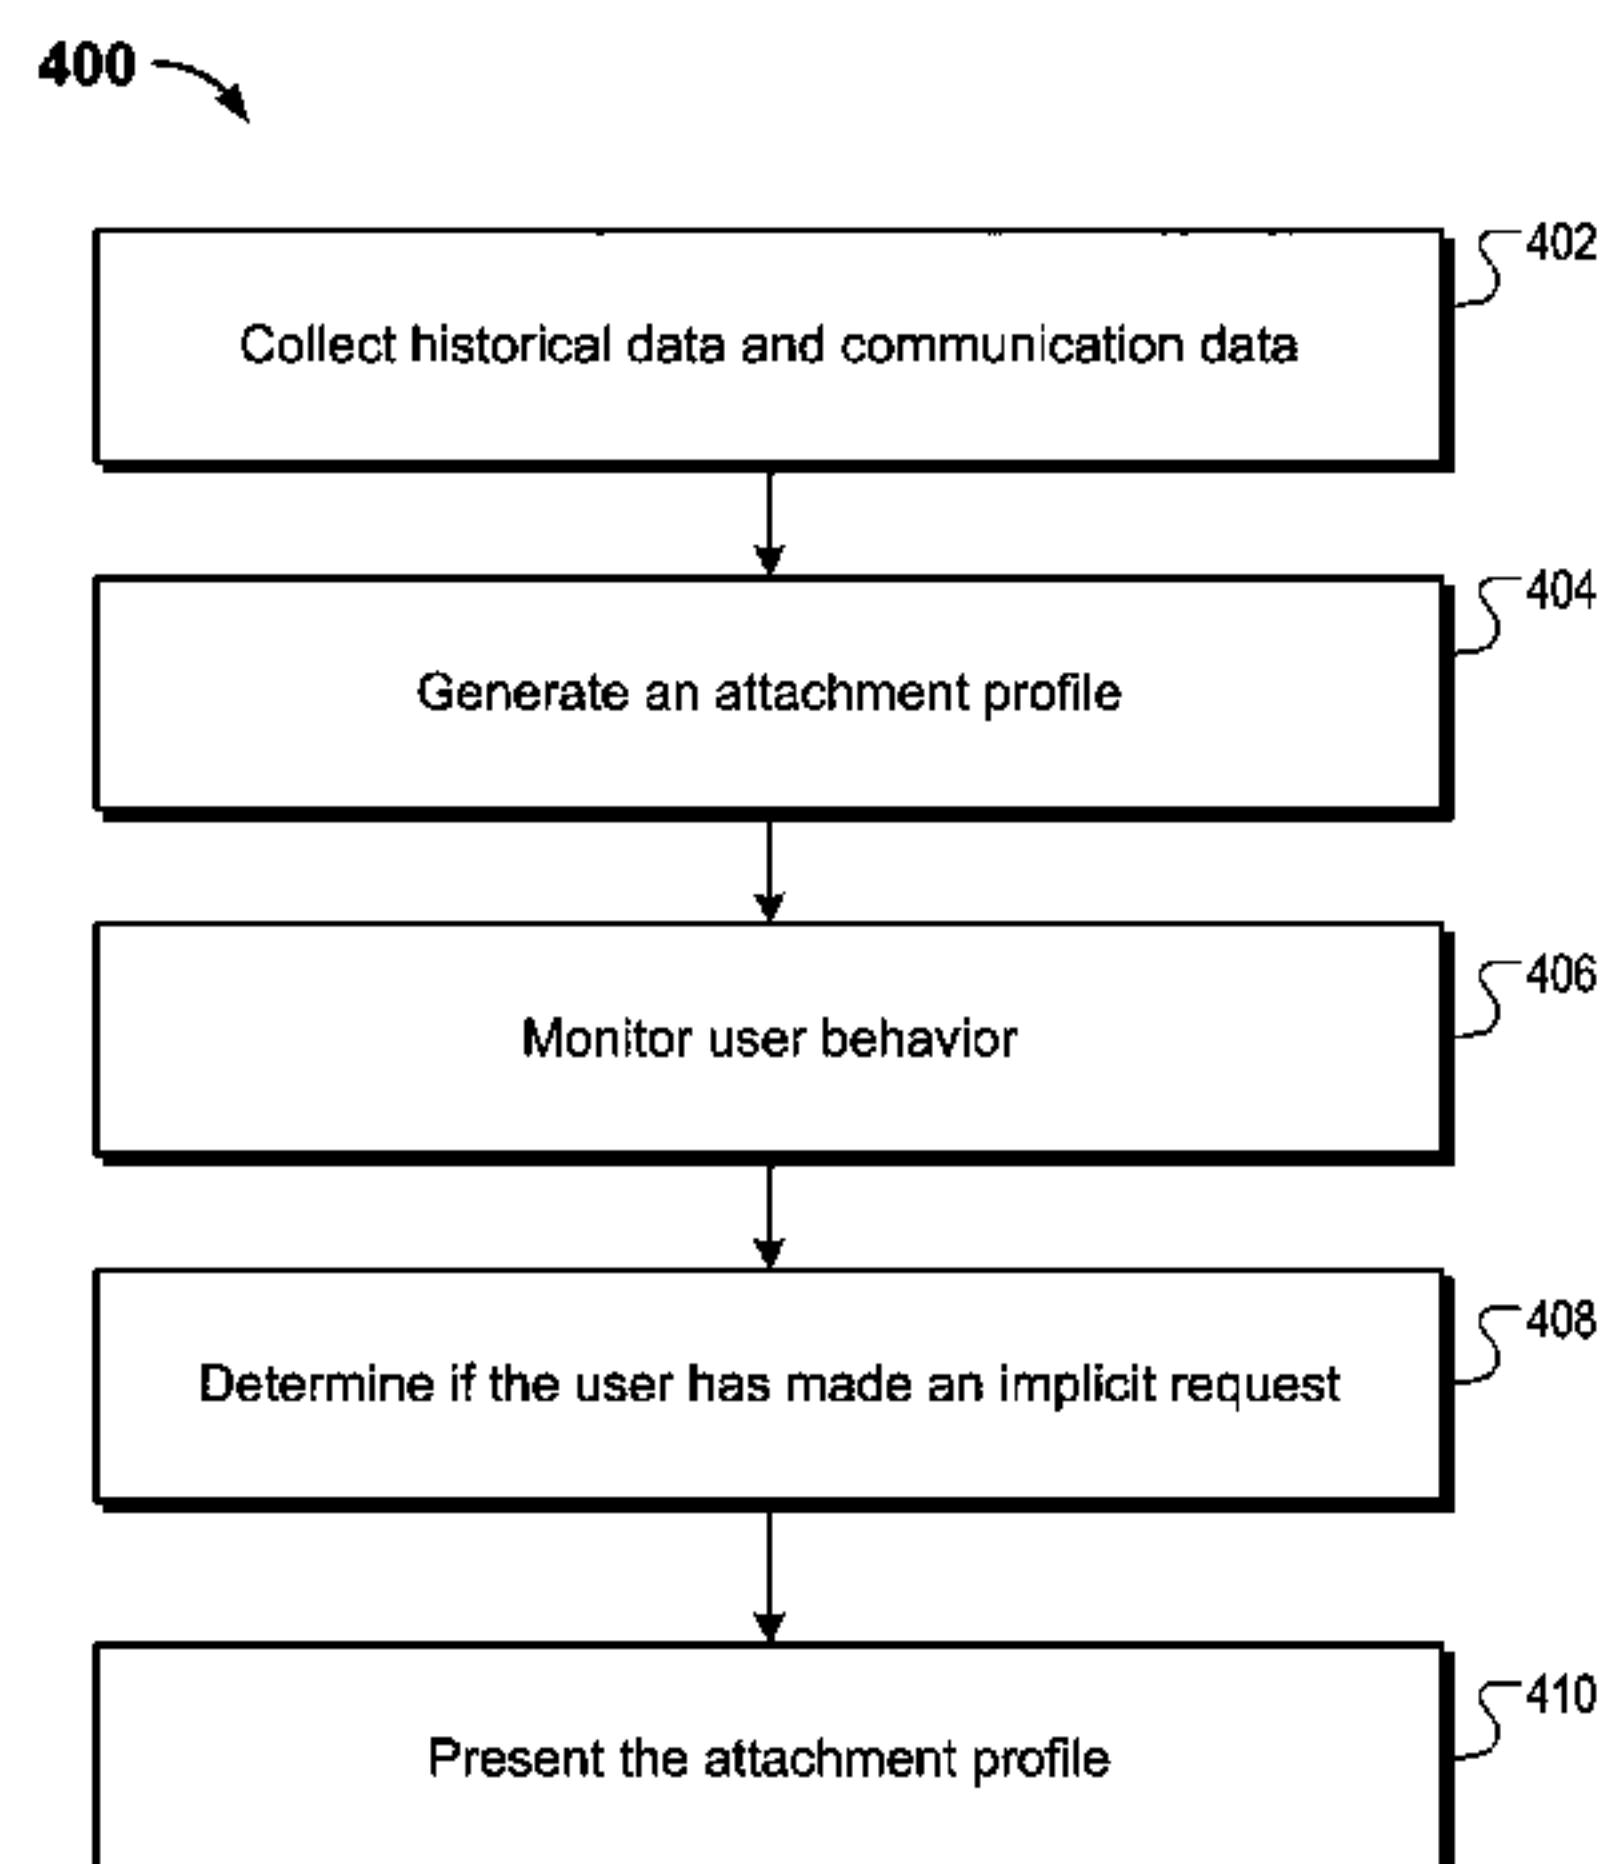 400
402
Collect historical data and communication data
404
Generate an attachment profile
406
Monitor user behavior
408
Determine if the user has made an implicit request
410
Present the attachment profile